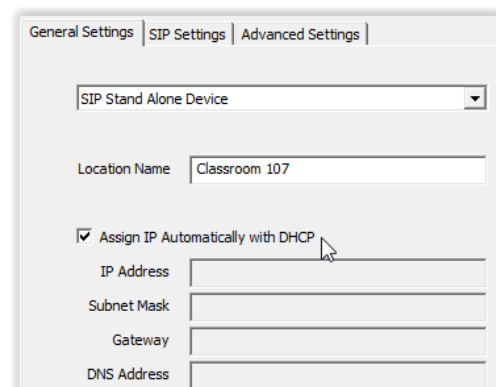 General Settings SIP Settings Advanced Settings
SIP Stand Alone Device
Location Name Classroom 107
Assign IP Automatically with DHCP
IP Address
Subnet Mask
Gateway
DNS Address